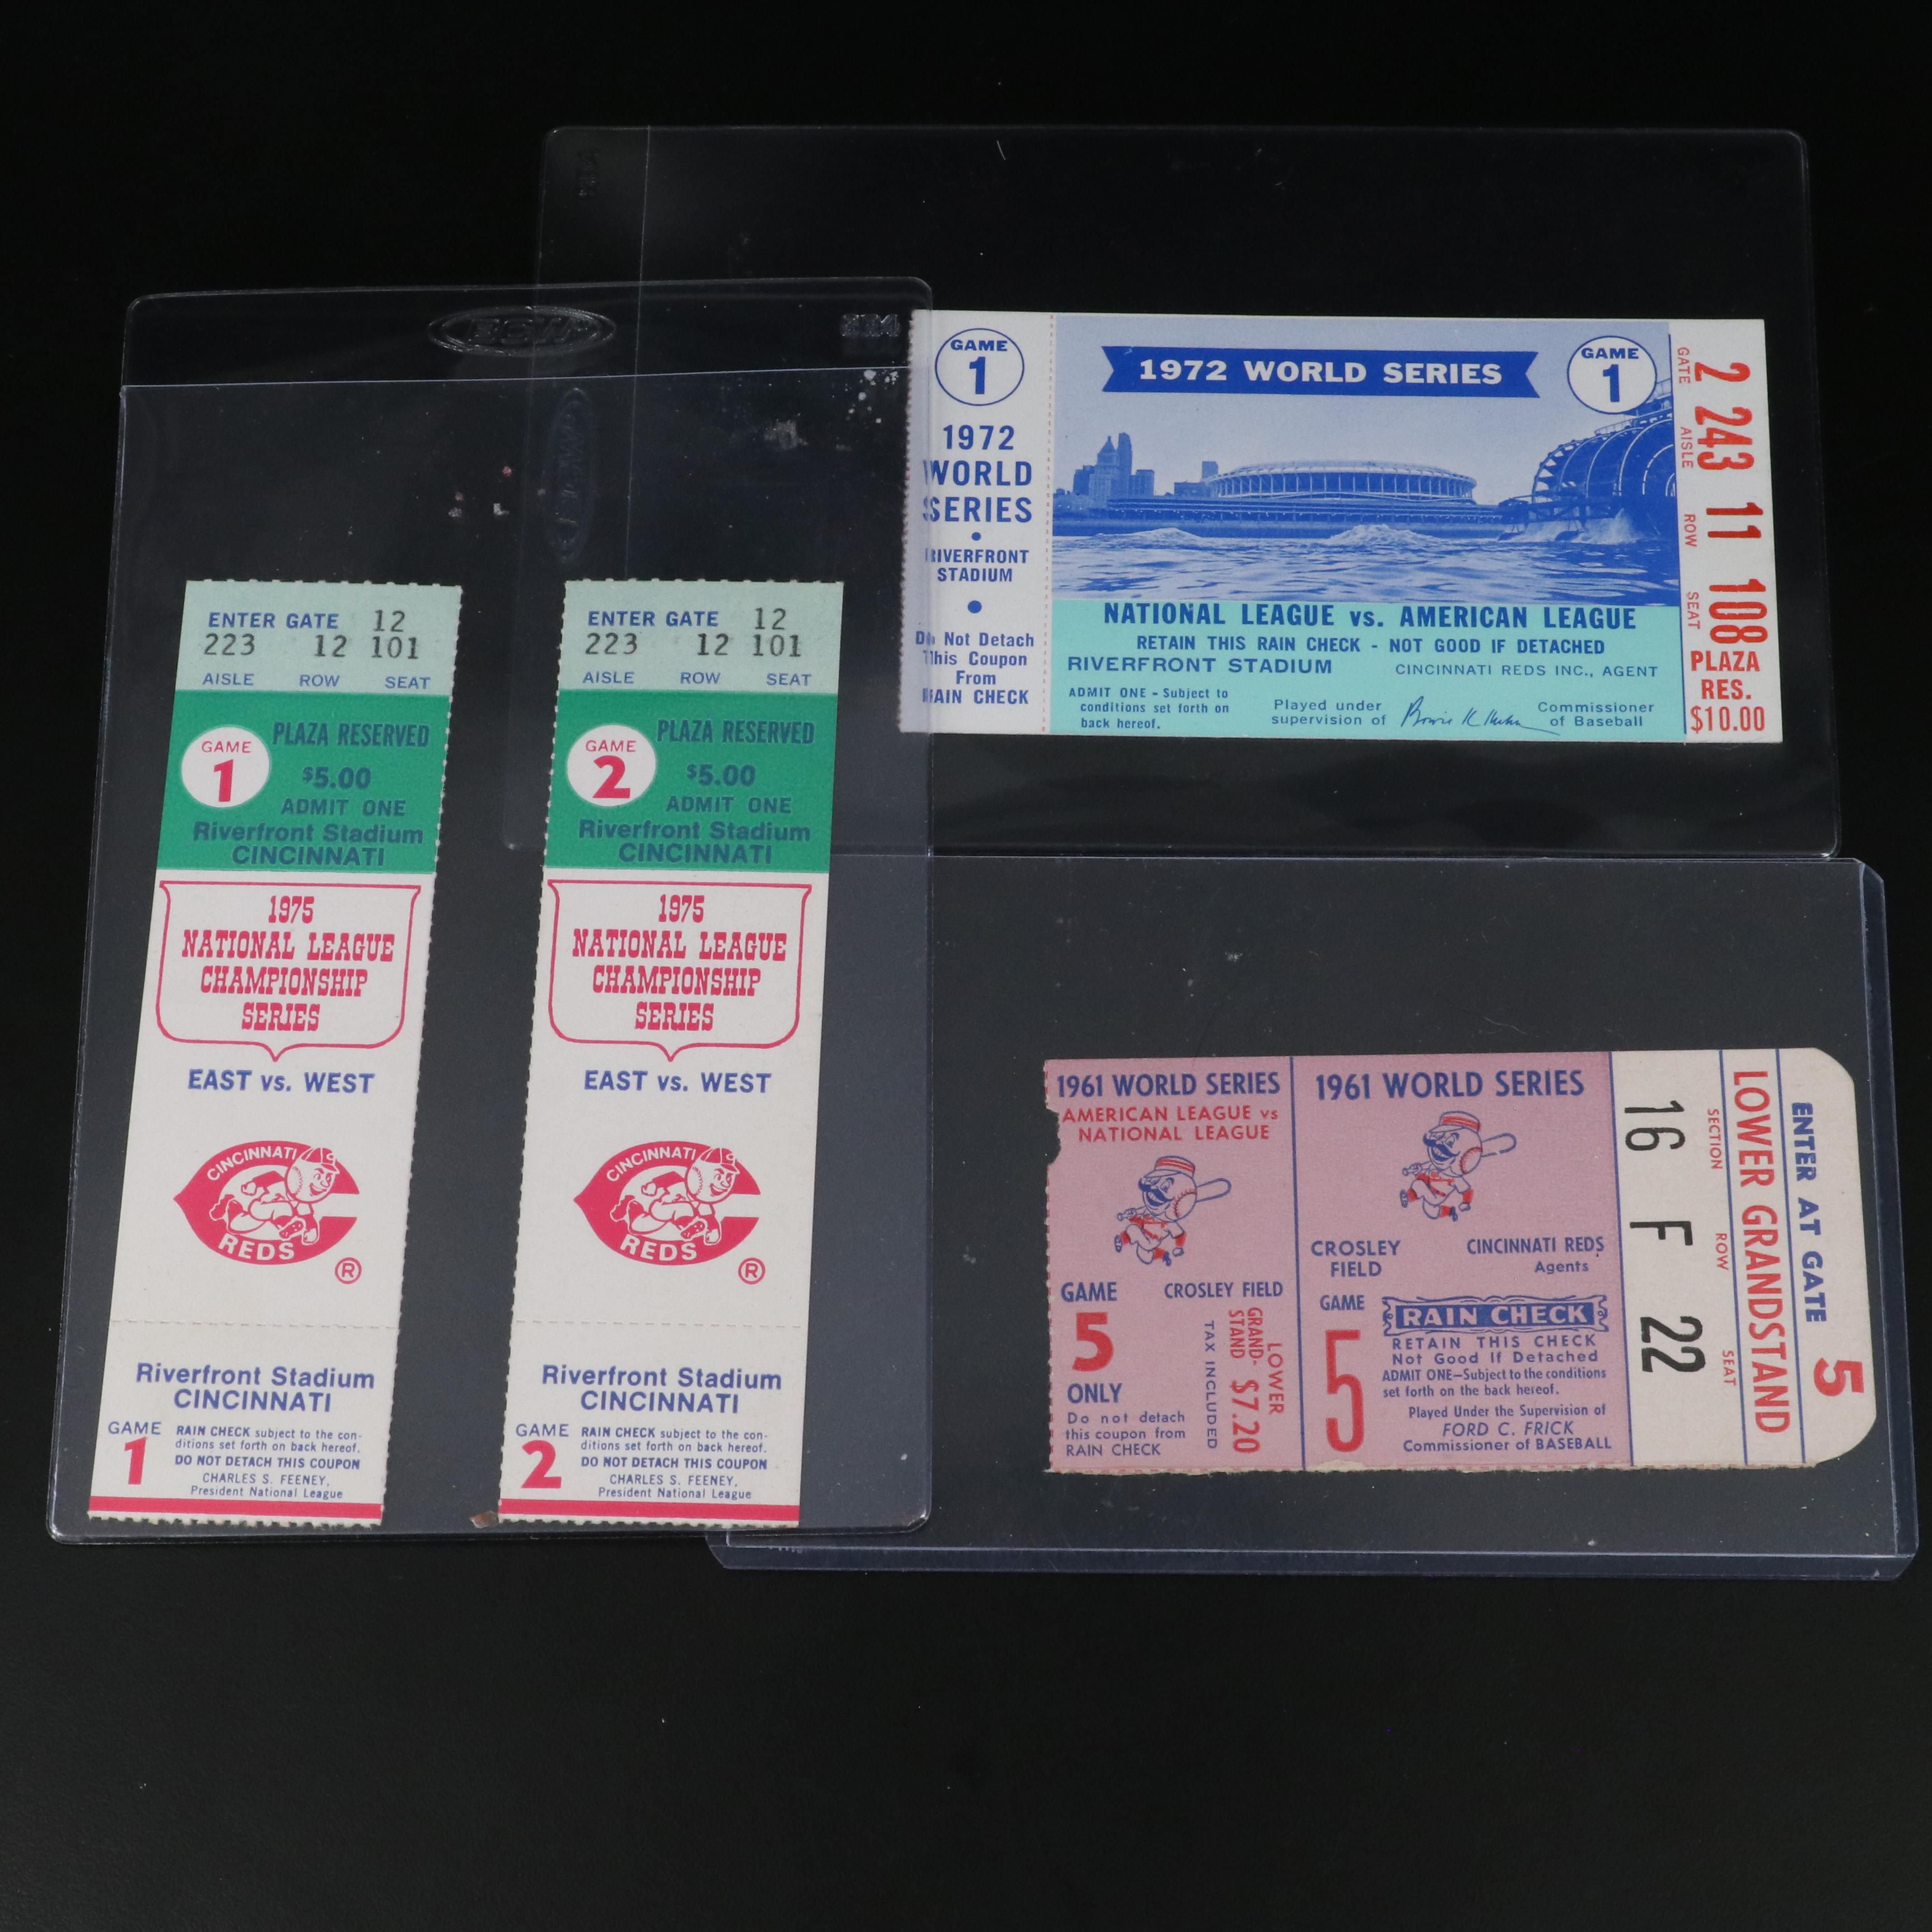 ENTER GATE 12
223 12 101
AISLE ROW SEAT
GAME
1
PLAZA RESERVED
$5.00
ADMIT ONE
Riverfront Stadium
CINCINNATI
1975
NATIONAL LEAGUE
CHAMPIONSHIP
SERIES
EAST vs. WEST
CINCINNATI
REDS
®
Riverfront Stadium
CINCINNATI
GAME
1
RAIN CHECK subject to the con-
ditions set forth on back hereof.
DO NOT DETACH THIS COUPON
CHARLES S. FEENEY,
President National League
ENTER GATE 12
223 12 101
AISLE ROW SEAT
GAME
2
PLAZA RESERVED
$5.00
ADMIT ONE
Riverfront Stadium
CINCINNATI
1975
NATIONAL LEAGUE
CHAMPIONSHIP
SERIES
EAST vs. WEST
CINCINNATI
REDS
®
Riverfront Stadium
CINCINNATI
GAME
2
RAIN CHECK subject to the con-
ditions set forth on back hereof.
DO NOT DETACH THIS COUPON
CHARLES S. FEENEY,
President National League
GAME
1
1972
WORLD
SERIES
RIVERFRONT
STADIUM
Do Not Detach
This Coupon
From
RAIN CHECK
1972 WORLD SERIES
GAME
1
NATIONAL LEAGUE vs. AMERICAN LEAGUE
RETAIN THIS RAIN CHECK - NOT GOOD IF DETACHED
RIVERFRONT STADIUM CINCINNATI REDS INC., AGENT
ADMIT ONE - Subject to
conditions set forth on
back hereof.
Played under
supervision of
Bowie K. Kuhn
Commissioner
of Baseball
2 243 11 108
GATE AISLE ROW SEAT
PLAZA
RES.
$10.00
1961 WORLD SERIES
AMERICAN LEAGUE vs
NATIONAL LEAGUE
GAME
5
ONLY
CROSLEY FIELD
LOWER
GRAND-
STAND $7.20
TAX INCLUDED
Do not detach
this coupon from
RAIN CHECK
1961 WORLD SERIES
CROSLEY
FIELD
CINCINNATI REDS
Agents
GAME
5
RAIN CHECK
RETAIN THIS CHECK
Not Good If Detached
ADMIT ONE—Subject to the conditions
set forth on the back hereof.
Played Under the Supervision of
FORD C. FRICK
Commissioner of BASEBALL
ENTER AT GATE 5
LOWER GRANDSTAND
SECTION ROW SEAT
16 F 22